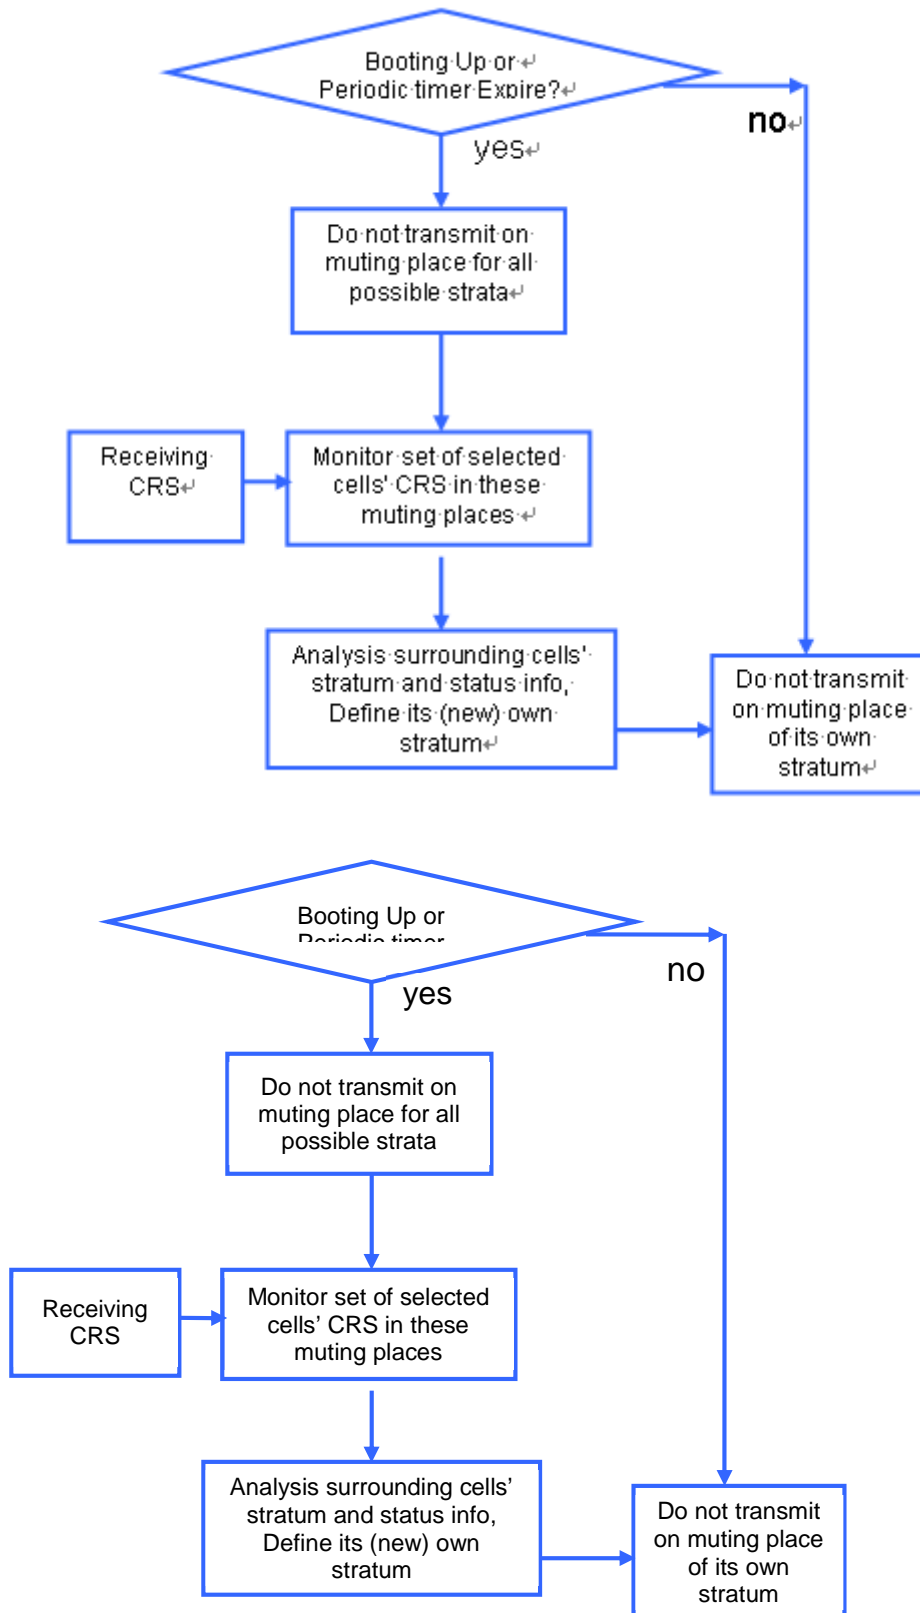 Booting Up or
Periodic timer Expire?
no
yes
Do not transmit on
muting place for all
possible strata
Receiving
CRS
Monitor set of selected
cells' CRS in these
muting places
Analysis surrounding cells'
stratum and status info,
Define its (new) own
stratum
Do not transmit
on muting place
of its own
stratum
Booting Up or
Periodic timer
no
yes
Do not transmit on
muting place for all
possible strata
Receiving
CRS
Monitor set of selected
cells’ CRS in these
muting places
Analysis surrounding cells’
stratum and status info,
Define its (new) own
stratum
Do not transmit
on muting place
of its own
stratum